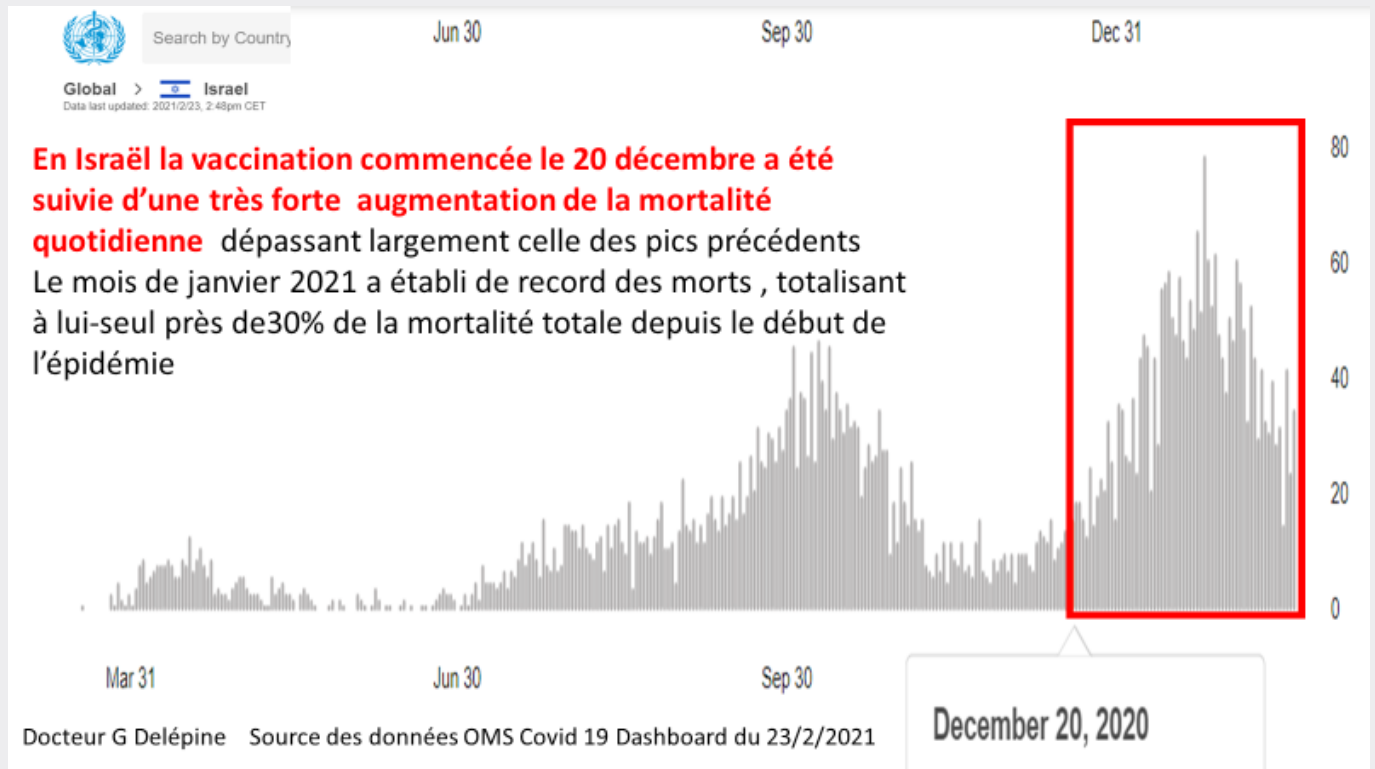 Jun 30 Sep 30 Dec 31
Search by Country
Global > Israel
Data last updated: 2021/2/23, 2:48pm CET
En Israël la vaccination commencée le 20 décembre a été
suivie d’une très forte augmentation de la mortalité
quotidienne dépassant largement celle des pics précédents
Le mois de janvier 2021 a établi de record des morts , totalisant
à lui-seul près de30% de la mortalité totale depuis le début de
l’épidémie
80
60
40
20
0
Mar 31 Jun 30 Sep 30
December 20, 2020
Docteur G Delépine Source des données OMS Covid 19 Dashboard du 23/2/2021